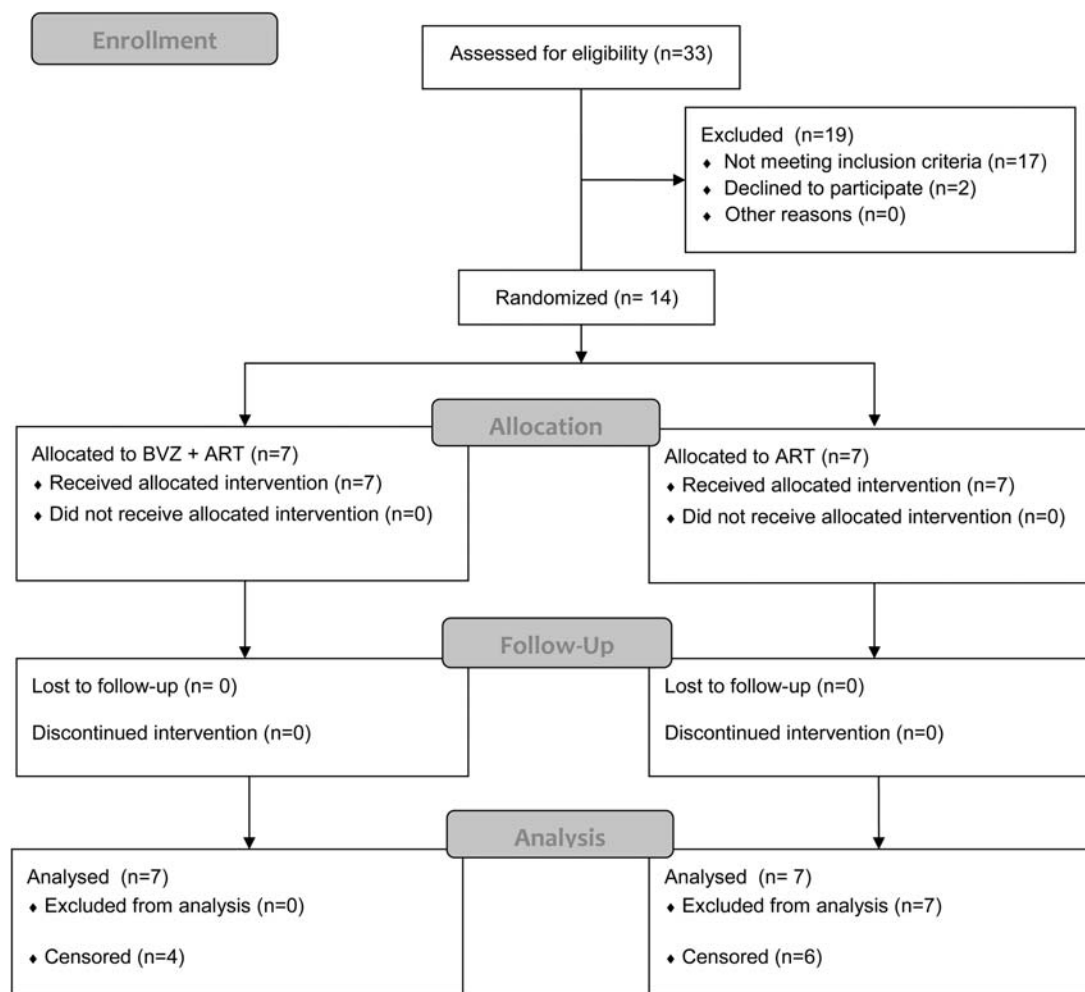 Enrollment
Assessed for eligibility (n=33)
Excluded (n=19)
♦ Not meeting inclusion criteria (n=17)
♦ Declined to participate (n=2)
♦ Other reasons (n=0)
Randomized (n= 14)
Allocation
Allocated to BVZ + ART (n=7)
♦ Received allocated intervention (n=7)
♦ Did not receive allocated intervention (n=0)
Allocated to ART (n=7)
♦ Received allocated intervention (n=7)
♦ Did not receive allocated intervention (n=0)
Follow-Up
Lost to follow-up (n= 0)
Discontinued intervention (n=0)
Lost to follow-up (n=0)
Discontinued intervention (n=0)
Analysis
Analysed (n=7)
♦ Excluded from analysis (n=0)
♦ Censored (n=4)
Analysed (n= 7)
♦ Excluded from analysis (n=7)
♦ Censored (n=6)